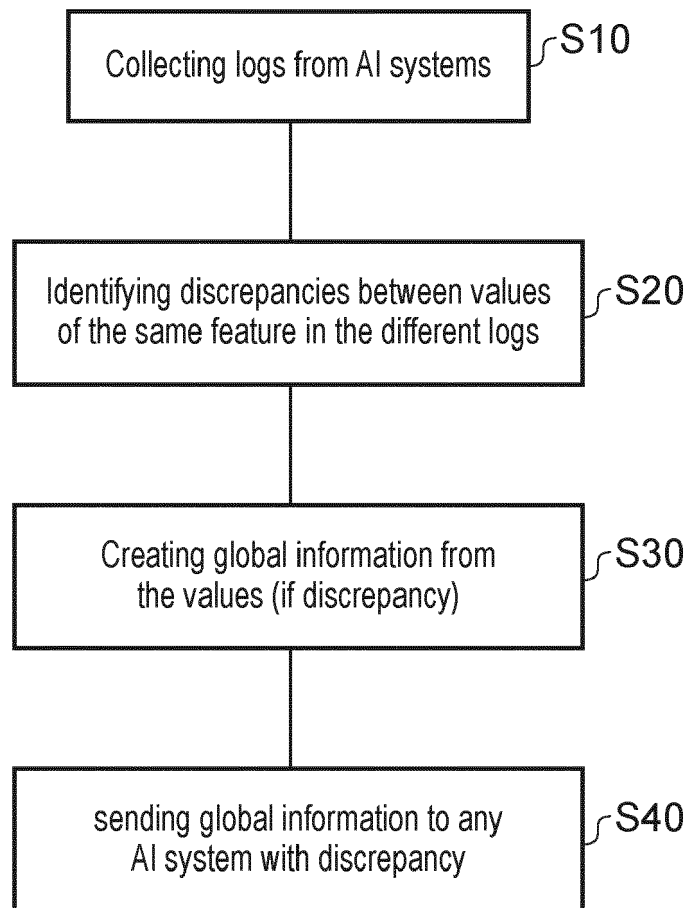 Collecting logs from AI systems
S10
Identifying discrepancies between values
of the same feature in the different logs
S20
Creating global information from
the values (if discrepancy)
S30
sending global information to any
AI system with discrepancy
S40